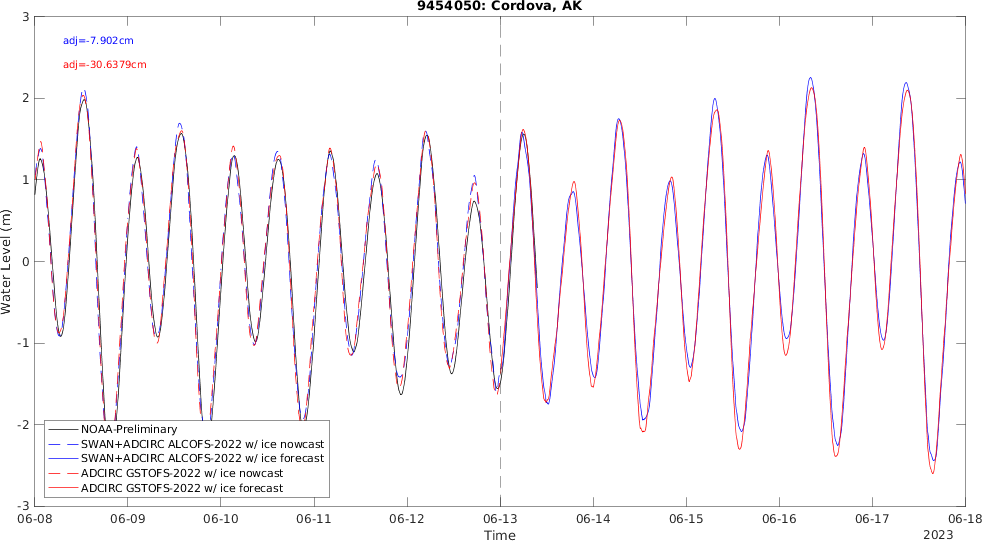 9454050: Cordova, AK
adj=-7.902cm
adj=-30.6379cm
Water Level (m)
3
2
1
0
-1
-2
-3
NOAA-Preliminary
SWAN+ADCIRC ALCOFS-2022 w/ ice nowcast
SWAN+ADCIRC ALCOFS-2022 w/ ice forecast
ADCIRC GSTOFS-2022 w/ ice nowcast
ADCIRC GSTOFS-2022 w/ ice forecast
06-08 06-09 06-10 06-11 06-12 06-13 06-14 06-15 06-16 06-17 06-18
Time
2023